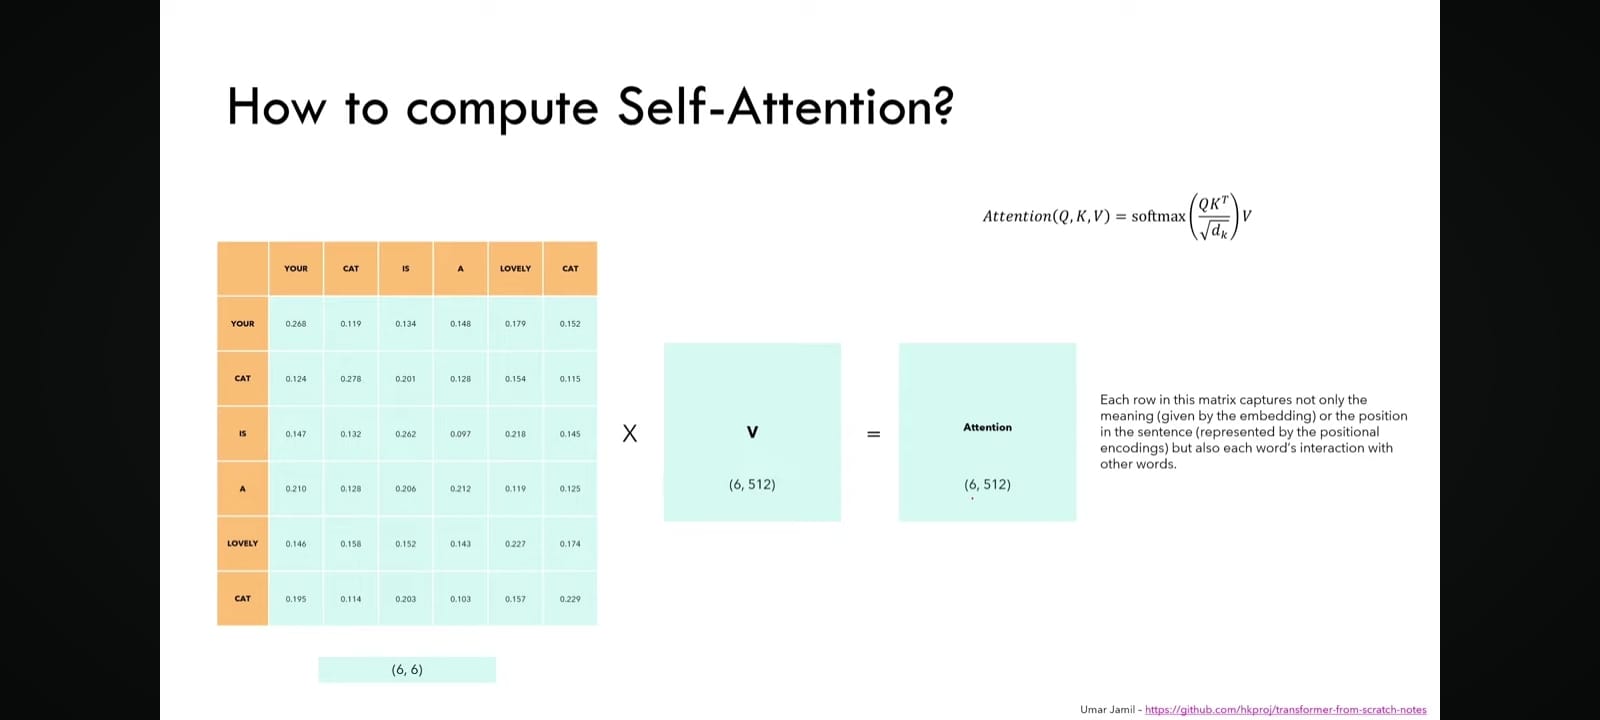 How to compute Self-Attention?
Attention(Q, K, V) = softmax(QK^T / √d_k)V
YOUR CAT IS A LOVELY CAT
YOUR 0.268 0.119 0.134 0.148 0.179 0.152
CAT 0.124 0.278 0.201 0.128 0.154 0.115
IS 0.147 0.132 0.262 0.097 0.218 0.145
A 0.210 0.128 0.206 0.212 0.119 0.125
LOVELY 0.146 0.158 0.152 0.143 0.227 0.174
CAT 0.195 0.114 0.203 0.103 0.157 0.229
(6, 6)
X
V
(6, 512)
=
Attention
(6, 512)
Each row in this matrix captures not only the
meaning (given by the embedding) or the position
in the sentence (represented by the positional
encodings) but also each word's interaction with
other words.
Umar Jamil – https://github.com/hkproj/transformer-from-scratch-notes